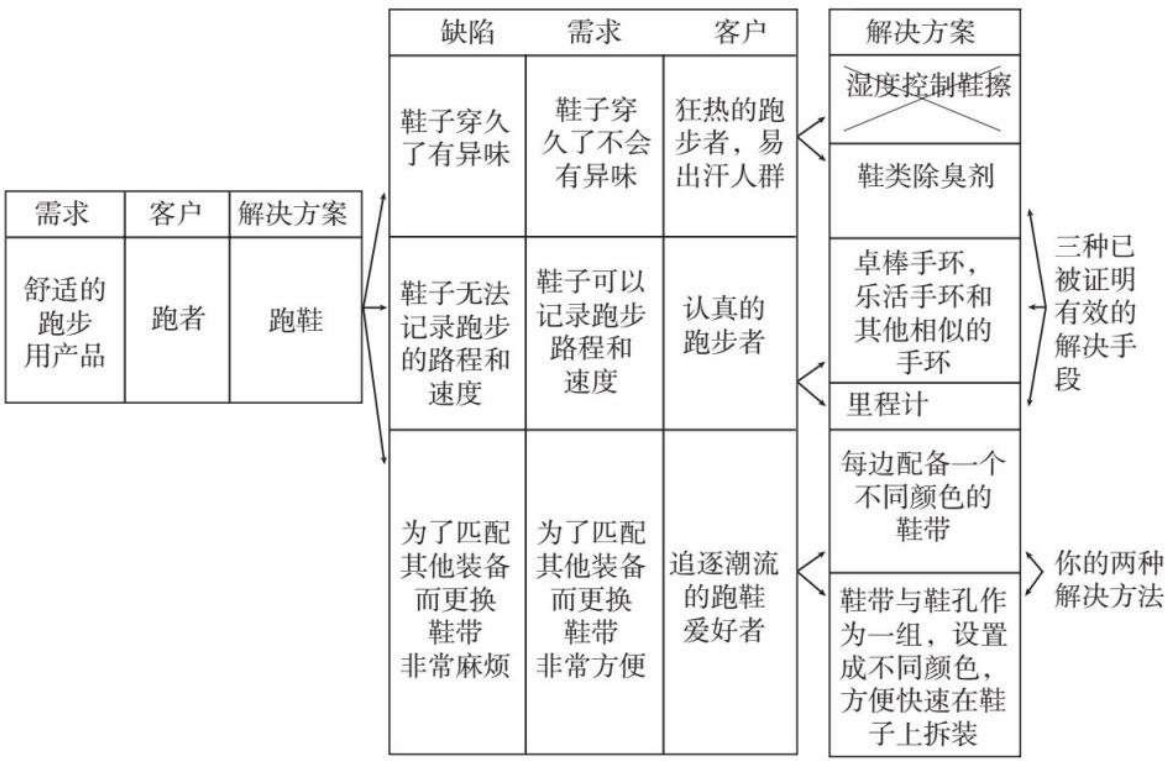 需求 客户 解决方案
舒适的
跑步
用产品
跑者
跑鞋
缺陷 需求 客户
鞋子穿久
了有异味
鞋子穿
久了不会
有异味
狂热的跑
步者，易
出汗人群
鞋子无法
记录跑步
的路程和
速度
鞋子可以
记录跑步
路程和
速度
认真的
跑步者
为了匹配
其他装备
而更换
鞋带
非常麻烦
为了匹配
其他装备
而更换
鞋带
非常方便
追逐潮流
的跑鞋
爱好者
解决方案
湿度控制鞋擦
鞋类除臭剂
卓棒手环，
乐活手环和
其他相似的
手环
里程计
每边配备一个
不同颜色的
鞋带
鞋带与鞋孔作
为一组，设置
成不同颜色，
方便快速在鞋
子上拆装
三种已
被证明
有效的
解决手
段
你的两种
解决方法